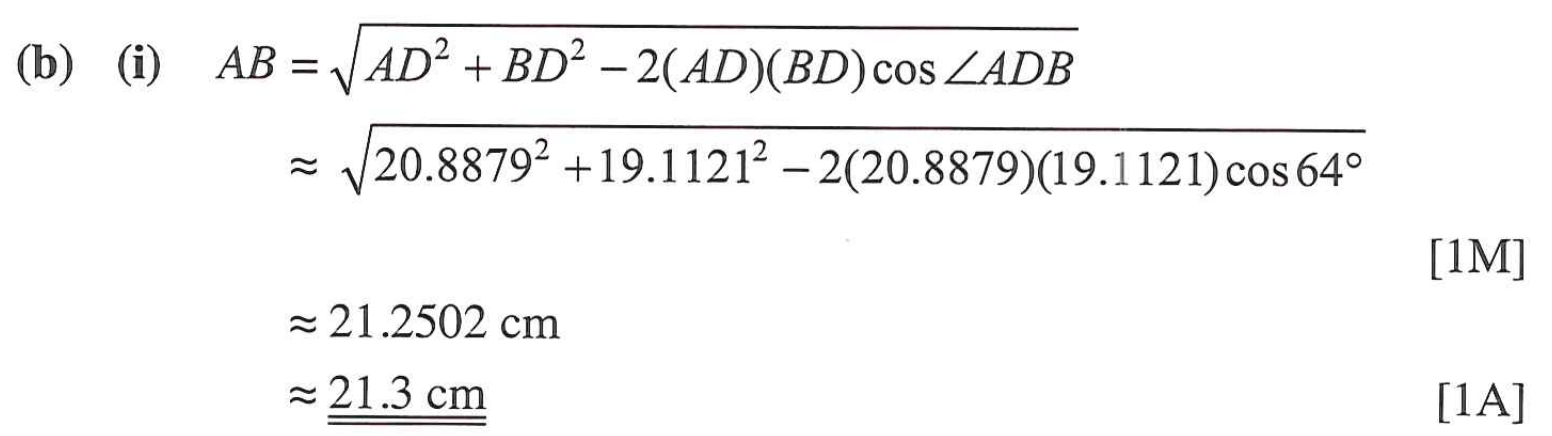 (b) (i) AB = √(AD² + BD² − 2(AD)(BD) cos ∠ADB)
≈ √(20.8879² + 19.1121² − 2(20.8879)(19.1121) cos 64°)
[1M]
≈ 21.2502 cm
≈ 21.3 cm [1A]